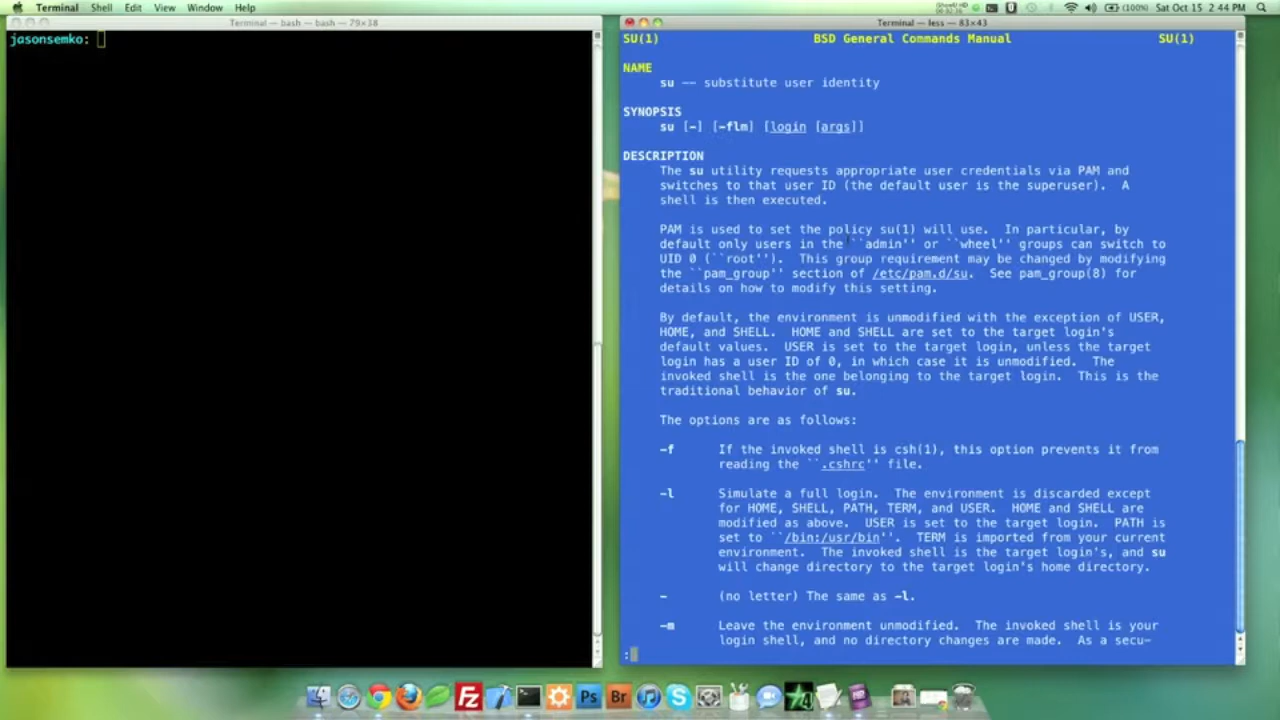 Terminal Shell Edit View Window Help
(100%) Sat Oct 15 2:44 PM
Terminal — bash — bash — 79×38
jasonsemko:
Terminal — less — 83×43
SU(1) BSD General Commands Manual SU(1)
NAME
su -- substitute user identity
SYNOPSIS
su [-] [-flm] [login [args]]
DESCRIPTION
The su utility requests appropriate user credentials via PAM and
switches to that user ID (the default user is the superuser). A
shell is then executed.
PAM is used to set the policy su(1) will use. In particular, by
default only users in the ``admin'' or ``wheel'' groups can switch to
UID 0 (``root''). This group requirement may be changed by modifying
the ``pam_group'' section of /etc/pam.d/su. See pam_group(8) for
details on how to modify this setting.
By default, the environment is unmodified with the exception of USER,
HOME, and SHELL. HOME and SHELL are set to the target login's
default values. USER is set to the target login, unless the target
login has a user ID of 0, in which case it is unmodified. The
invoked shell is the one belonging to the target login. This is the
traditional behavior of su.
The options are as follows:
-f If the invoked shell is csh(1), this option prevents it from
reading the ``.cshrc'' file.
-l Simulate a full login. The environment is discarded except
for HOME, SHELL, PATH, TERM, and USER. HOME and SHELL are
modified as above. USER is set to the target login. PATH is
set to ``/bin:/usr/bin''. TERM is imported from your current
environment. The invoked shell is the target login's, and su
will change directory to the target login's home directory.
- (no letter) The same as -l.
-m Leave the environment unmodified. The invoked shell is your
login shell, and no directory changes are made. As a secu-
:
Fz Ps Br